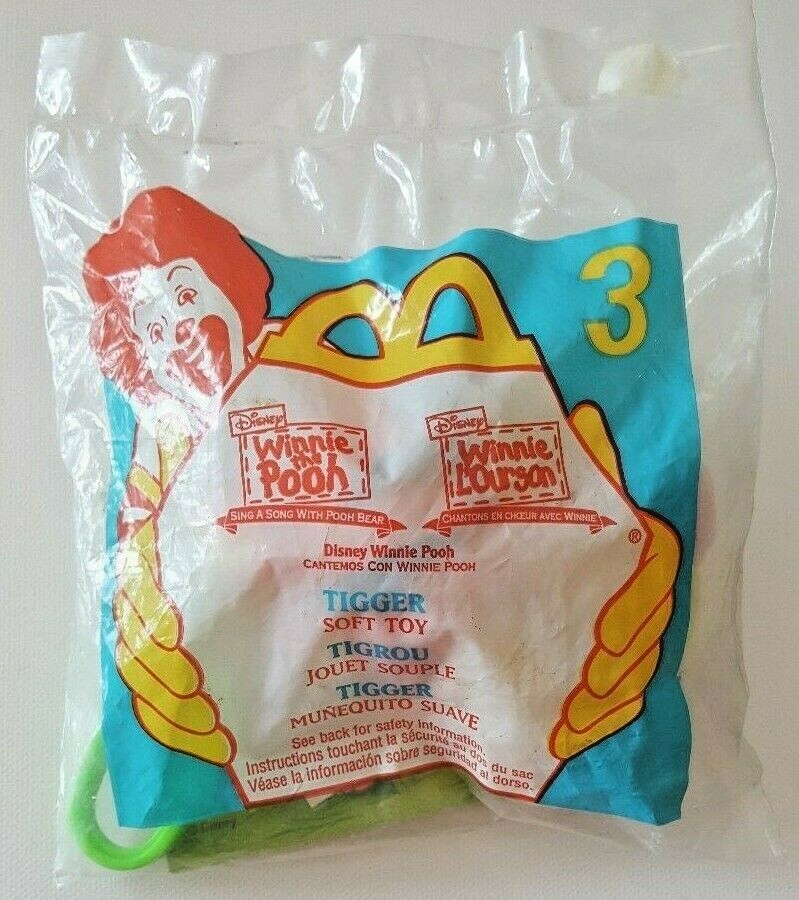 3
Disney
Winnie
the
Pooh
SING A SONG WITH POOH BEAR
Disney
Winnie
L'Ourson
CHANTONS EN CHŒUR AVEC WINNIE
®
Disney Winnie Pooh
CANTEMOS CON WINNIE POOH
TIGGER
SOFT TOY
TIGROU
JOUET SOUPLE
TIGGER
MUÑEQUITO SUAVE
See back for safety information.
Instructions touchant la sécurité au dos du sac
Véase la información sobre seguridad al dorso.
© Disney